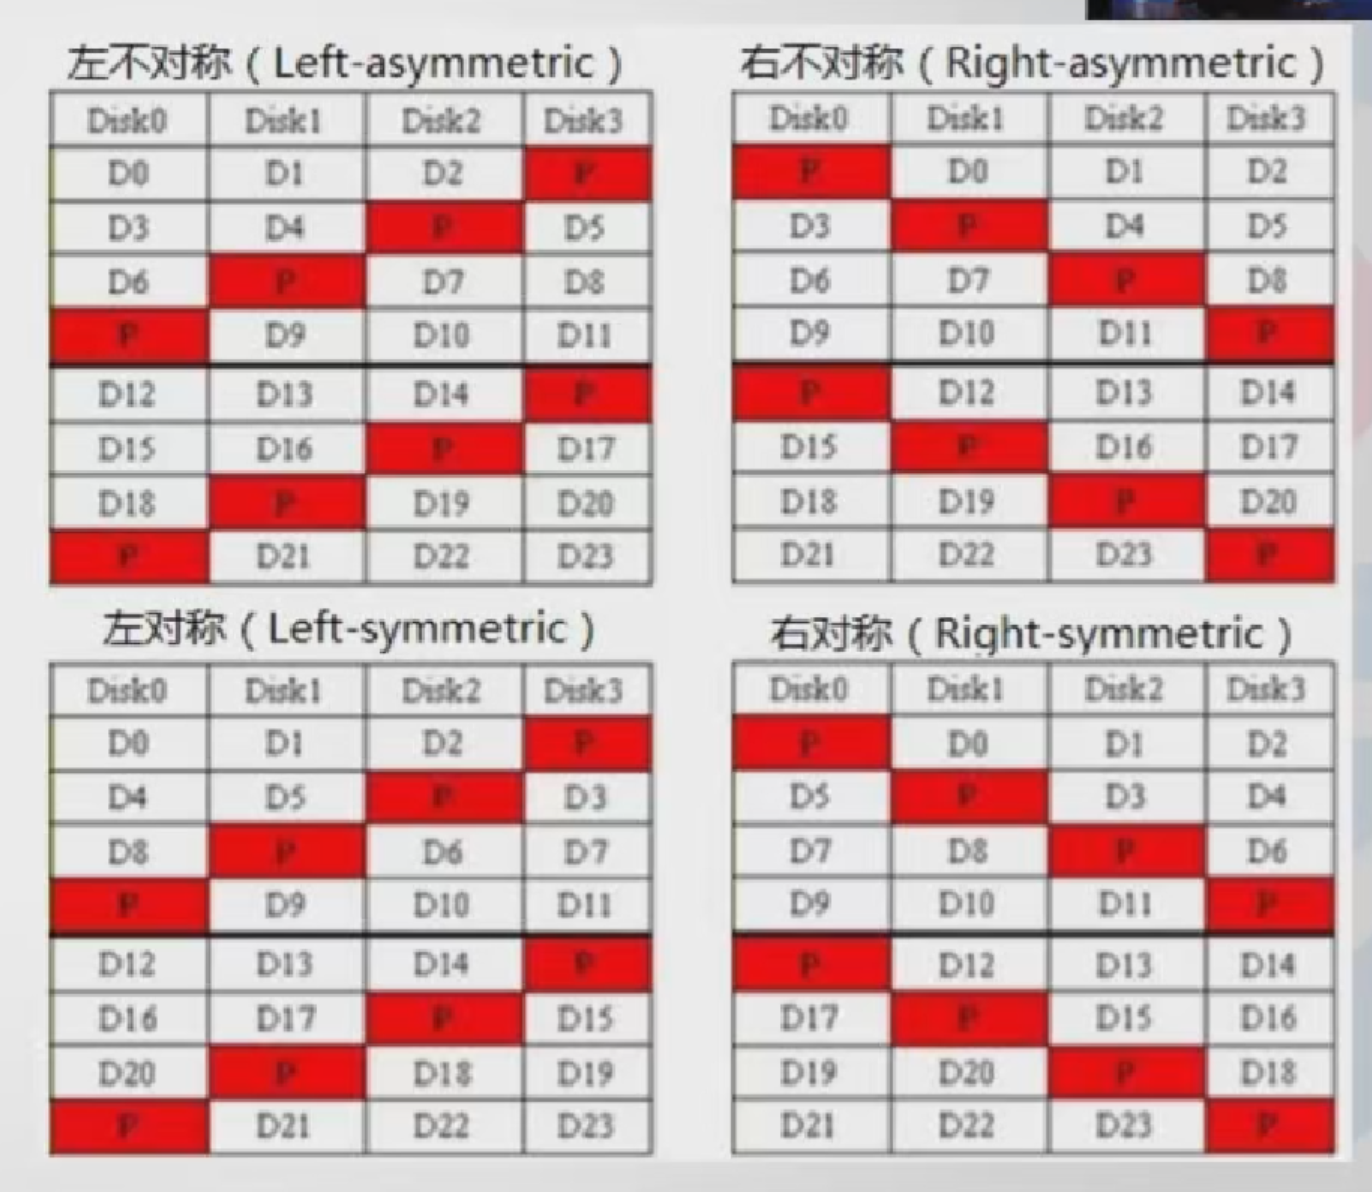 左不对称（Left-asymmetric）
Disk0 Disk1 Disk2 Disk3
D0 D1 D2 P
D3 D4 P D5
D6 P D7 D8
P D9 D10 D11
D12 D13 D14 P
D15 D16 P D17
D18 P D19 D20
P D21 D22 D23
右不对称（Right-asymmetric）
Disk0 Disk1 Disk2 Disk3
P D0 D1 D2
D3 P D4 D5
D6 D7 P D8
D9 D10 D11 P
P D12 D13 D14
D15 P D16 D17
D18 D19 P D20
D21 D22 D23 P
左对称（Left-symmetric）
Disk0 Disk1 Disk2 Disk3
D0 D1 D2 P
D4 D5 P D3
D8 P D6 D7
P D9 D10 D11
D12 D13 D14 P
D16 D17 P D15
D20 P D18 D19
P D21 D22 D23
右对称（Right-symmetric）
Disk0 Disk1 Disk2 Disk3
P D0 D1 D2
D5 P D3 D4
D7 D8 P D6
D9 D10 D11 P
P D12 D13 D14
D17 P D15 D16
D19 D20 P D18
D21 D22 D23 P